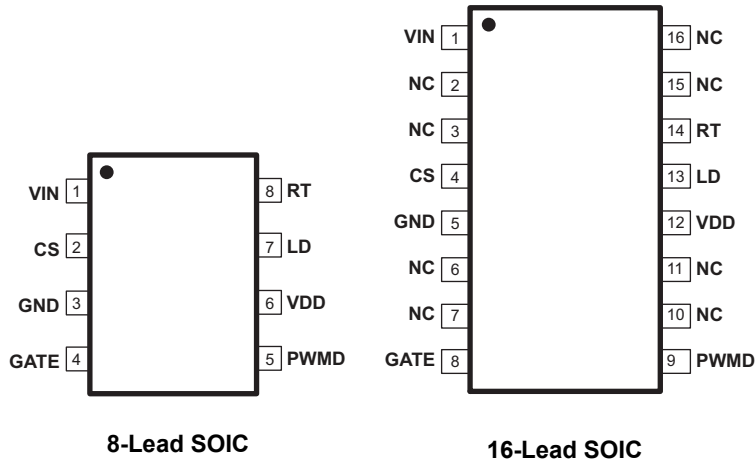 VIN 1
CS 2
GND 3
GATE 4
8 RT
7 LD
6 VDD
5 PWMD
8-Lead SOIC
VIN 1
NC 2
NC 3
CS 4
GND 5
NC 6
NC 7
GATE 8
16 NC
15 NC
14 RT
13 LD
12 VDD
11 NC
10 NC
9 PWMD
16-Lead SOIC